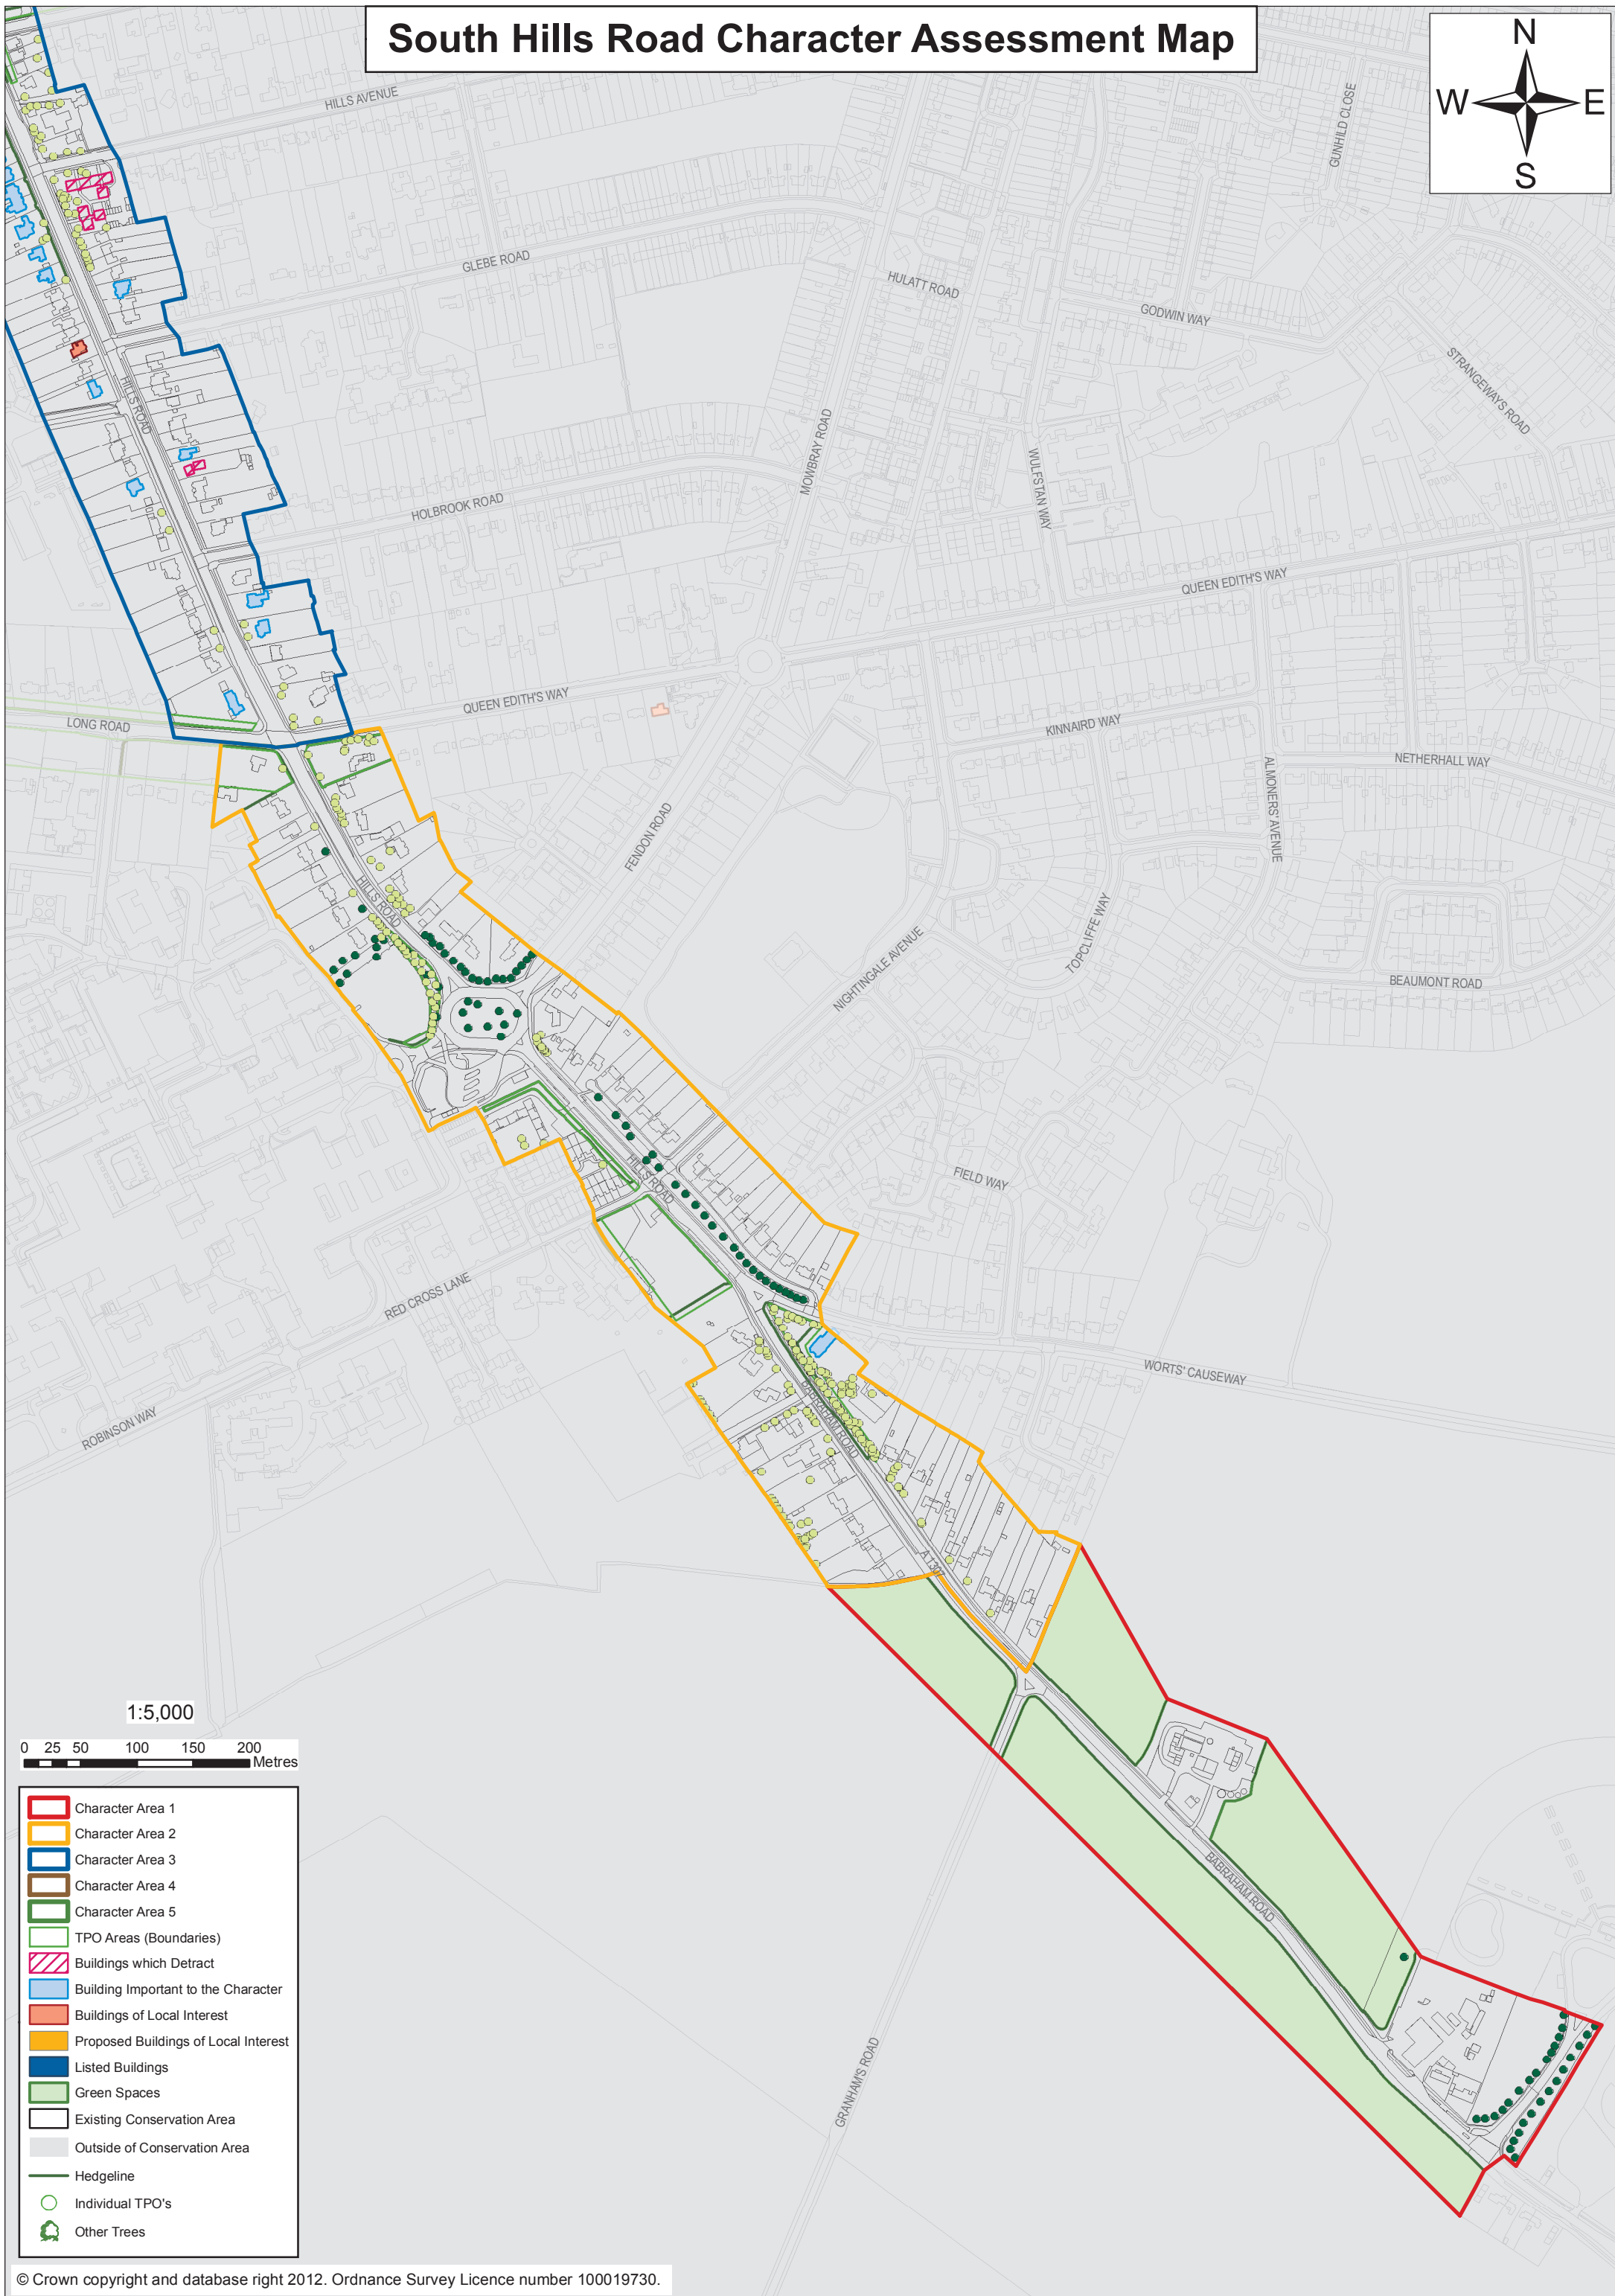 South Hills Road Character Assessment Map
N
W E
S
HILLS AVENUE
GUNHILD CLOSE
GLEBE ROAD
HULATT ROAD
GODWIN WAY
STRANGEWAYS ROAD
HILLS ROAD
MOWBRAY ROAD
WULFSTAN WAY
HOLBROOK ROAD
QUEEN EDITH'S WAY
QUEEN EDITH'S WAY
LONG ROAD
KINNAIRD WAY
NETHERHALL WAY
ALMONERS' AVENUE
FENDON ROAD
HILLS ROAD
TOPCLIFFE WAY
NIGHTINGALE AVENUE
BEAUMONT ROAD
HILLS ROAD
FIELD WAY
RED CROSS LANE
WORTS' CAUSEWAY
ROBINSON WAY
BABRAHAM ROAD
A 1307
BABRAHAM ROAD
GRANHAM'S ROAD
1:5,000
0 25 50 100 150 200
Metres
Character Area 1
Character Area 2
Character Area 3
Character Area 4
Character Area 5
TPO Areas (Boundaries)
Buildings which Detract
Building Important to the Character
Buildings of Local Interest
Proposed Buildings of Local Interest
Listed Buildings
Green Spaces
Existing Conservation Area
Outside of Conservation Area
Hedgeline
Individual TPO's
Other Trees
© Crown copyright and database right 2012. Ordnance Survey Licence number 100019730.